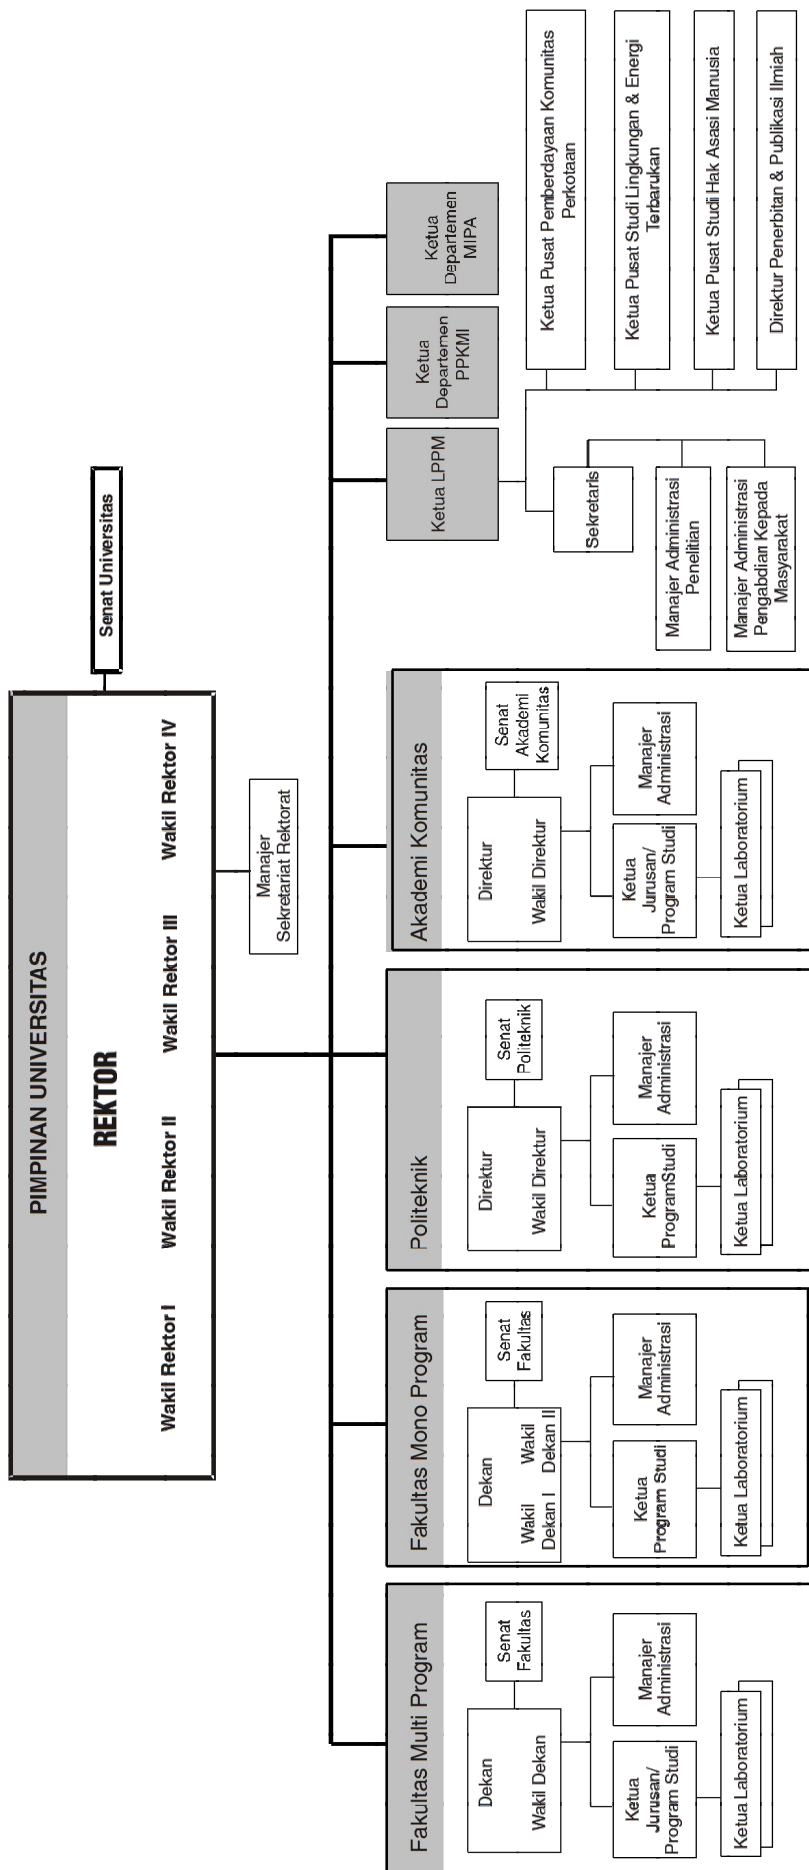 PIMPINAN UNIVERSITAS
REKTOR
Wakil Rektor I
Wakil Rektor II
Wakil Rektor III
Wakil Rektor IV
Senat Universitas
Manajer
Sekretariat Rektorat
Fakultas Multi Program
Dekan
Wakil Dekan
Senat
Fakultas
Ketua
Jurusan/
Program Studi
Manajer
Administrasi
Ketua Laboratorium
Fakultas Mono Program
Dekan
Wakil
Dekan I
Wakil
Dekan II
Senat
Fakultas
Ketua
Program Studi
Manajer
Administrasi
Ketua Laboratorium
Politeknik
Direktur
Wakil Direktur
Senat
Politeknik
Ketua
ProgramStudi
Manajer
Administrasi
Ketua Laboratorium
Akademi Komunitas
Direktur
Wakil Direktur
Senat
Akademi
Komunitas
Ketua
Jurusan/
Program Studi
Manajer
Administrasi
Ketua Laboratorium
Ketua LPPM
Ketua
Departemen
PPKMI
Ketua
Departemen
MIPA
Sekretaris
Manajer Administrasi
Penelitian
Manajer Administrasi
Pengabdian Kepada
Masyarakat
Ketua Pusat Pemberdayaan Komunitas
Perkotaan
Ketua Pusat Studi Lingkungan & Energi
Terbarukan
Ketua Pusat Studi Hak Asasi Manusia
Direktur Penerbitan & Publikasi Ilmiah